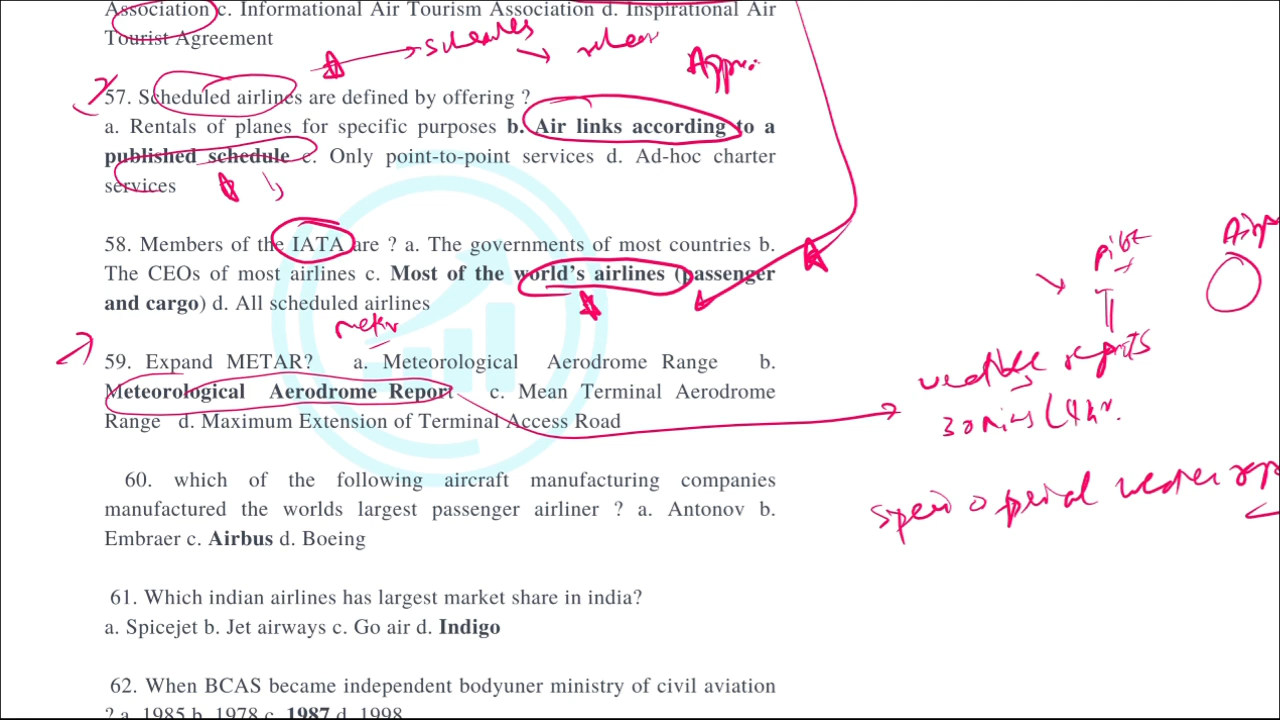 Association c. Informational Air Tourism Association d. Inspirational Air
Tourist Agreement
57. Scheduled airlines are defined by offering ?
a. Rentals of planes for specific purposes b. Air links according to a
published schedule c. Only point-to-point services d. Ad-hoc charter
services
58. Members of the IATA are ? a. The governments of most countries b.
The CEOs of most airlines c. Most of the world’s airlines (passenger
and cargo) d. All scheduled airlines
59. Expand METAR? a. Meteorological Aerodrome Range b.
Meteorological Aerodrome Report c. Mean Terminal Aerodrome
Range d. Maximum Extension of Terminal Access Road
reports
60. which of the following aircraft manufacturing companies
manufactured the worlds largest passenger airliner ? a. Antonov b.
Embraer c. Airbus d. Boeing
61. Which indian airlines has largest market share in india?
a. Spicejet b. Jet airways c. Go air d. Indigo
62. When BCAS became independent bodyuner ministry of civil aviation
? a. 1985 b. 1978 c. 1987 d. 1998